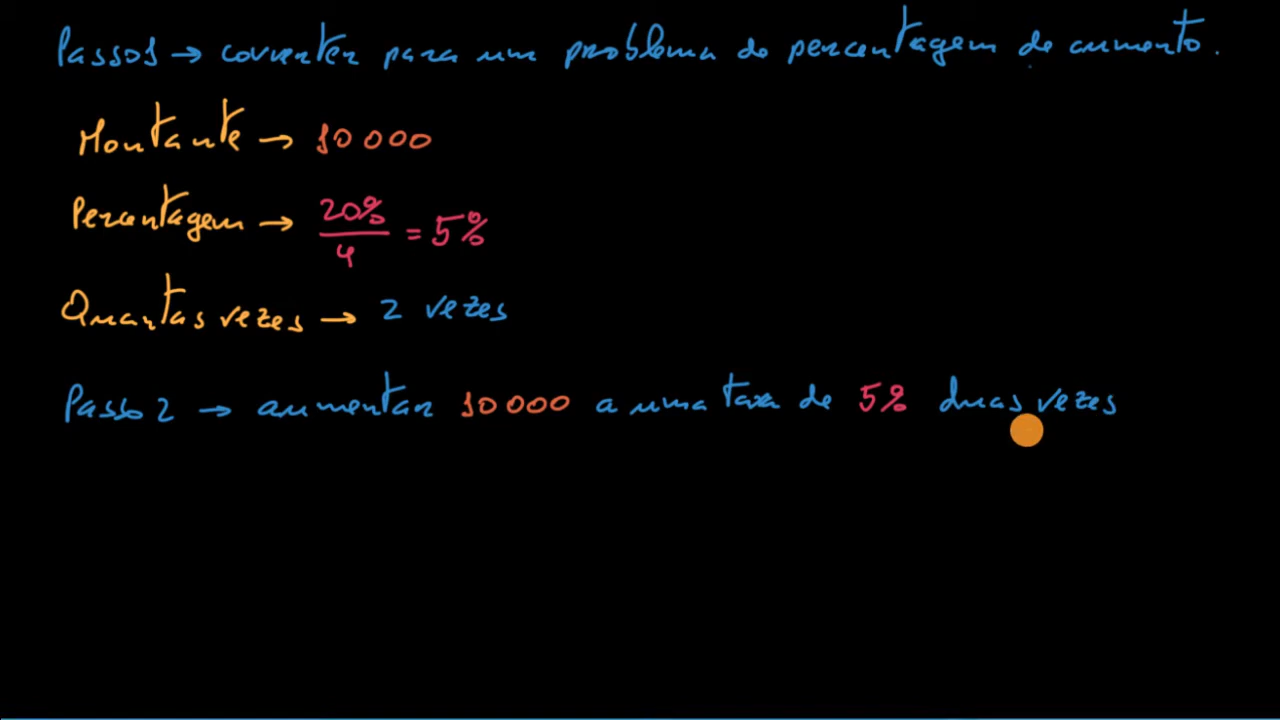 Passo1 → converter para um problema de percentagem de aumento.
Montante → 10 000
Percentagem → 20%/4 = 5%
Quantas vezes → 2 vezes
Passo 2 → aumentar 10 000 a uma taxa de 5% duas vezes